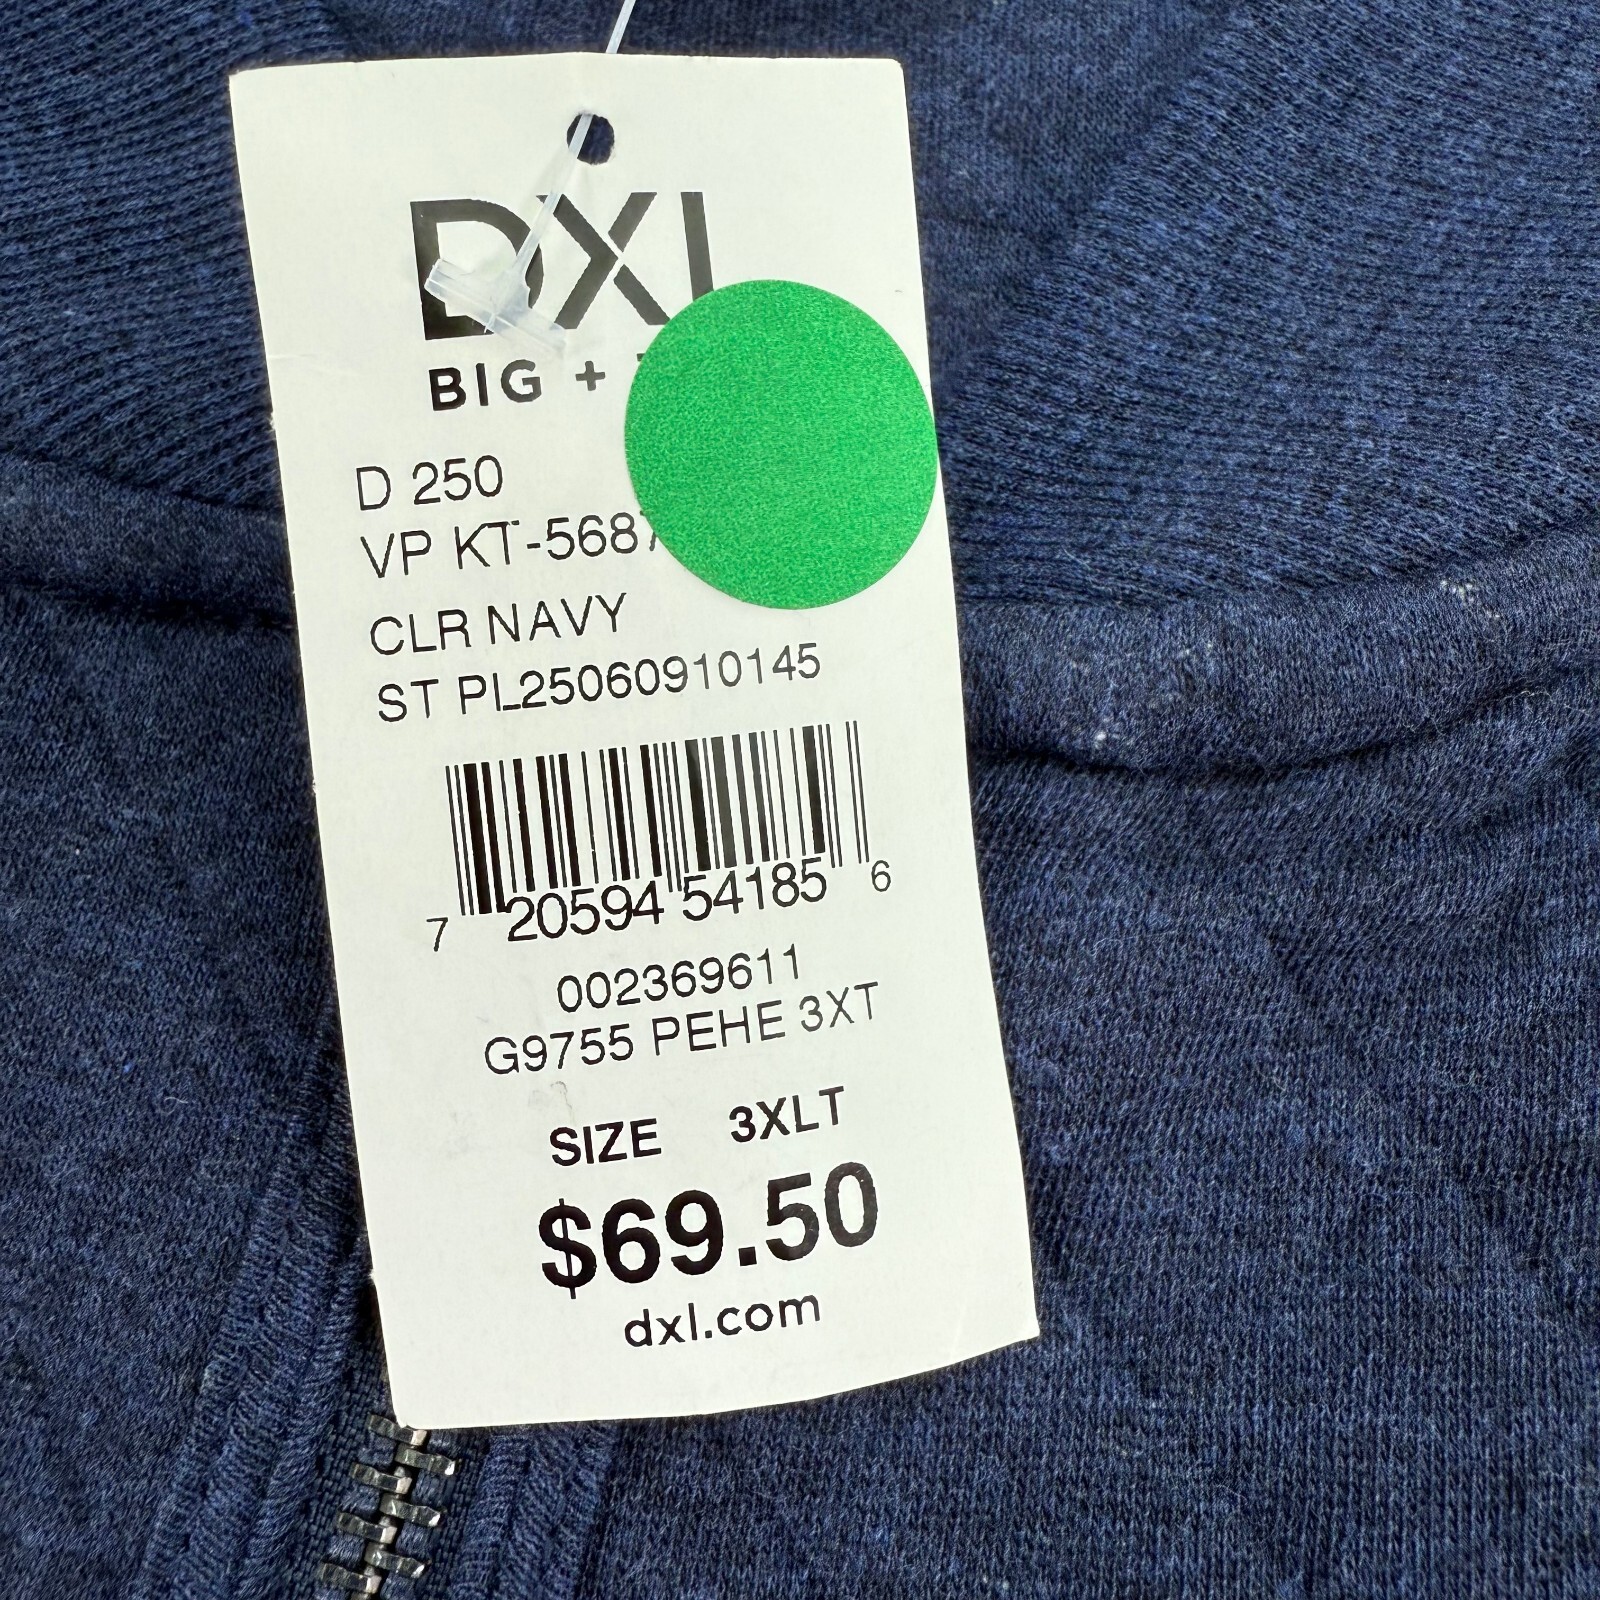 DXL
BIG +
D 250
VP KT-5687
CLR NAVY
ST PL25060910145
7 20594 54185 6
002369611
G9755 PEHE 3XT
SIZE 3XLT
$69.50
dxl.com